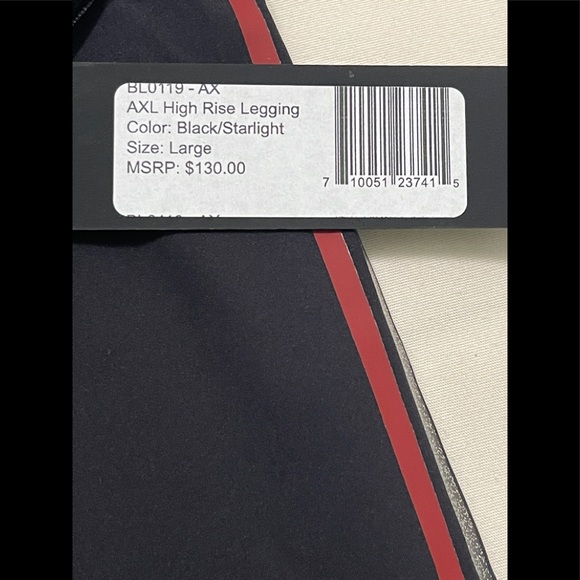 BL0119 - AX
AXL High Rise Legging
Color: Black/Starlight
Size: Large
MSRP: $130.00
7 10051 23741 5